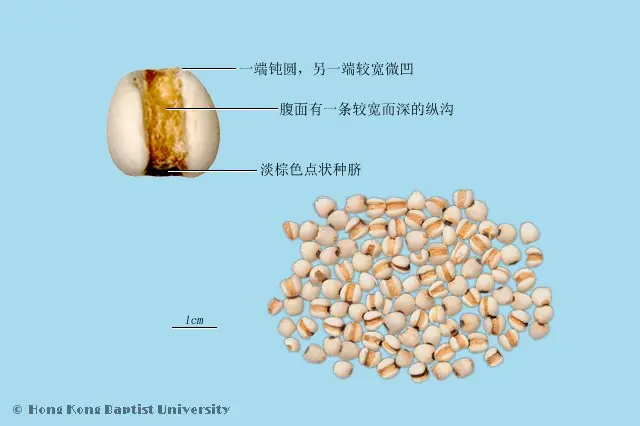 一端钝圆，另一端较宽微凹
腹面有一条较宽而深的纵沟
淡棕色点状种脐
1cm
© Hong Kong Baptist University